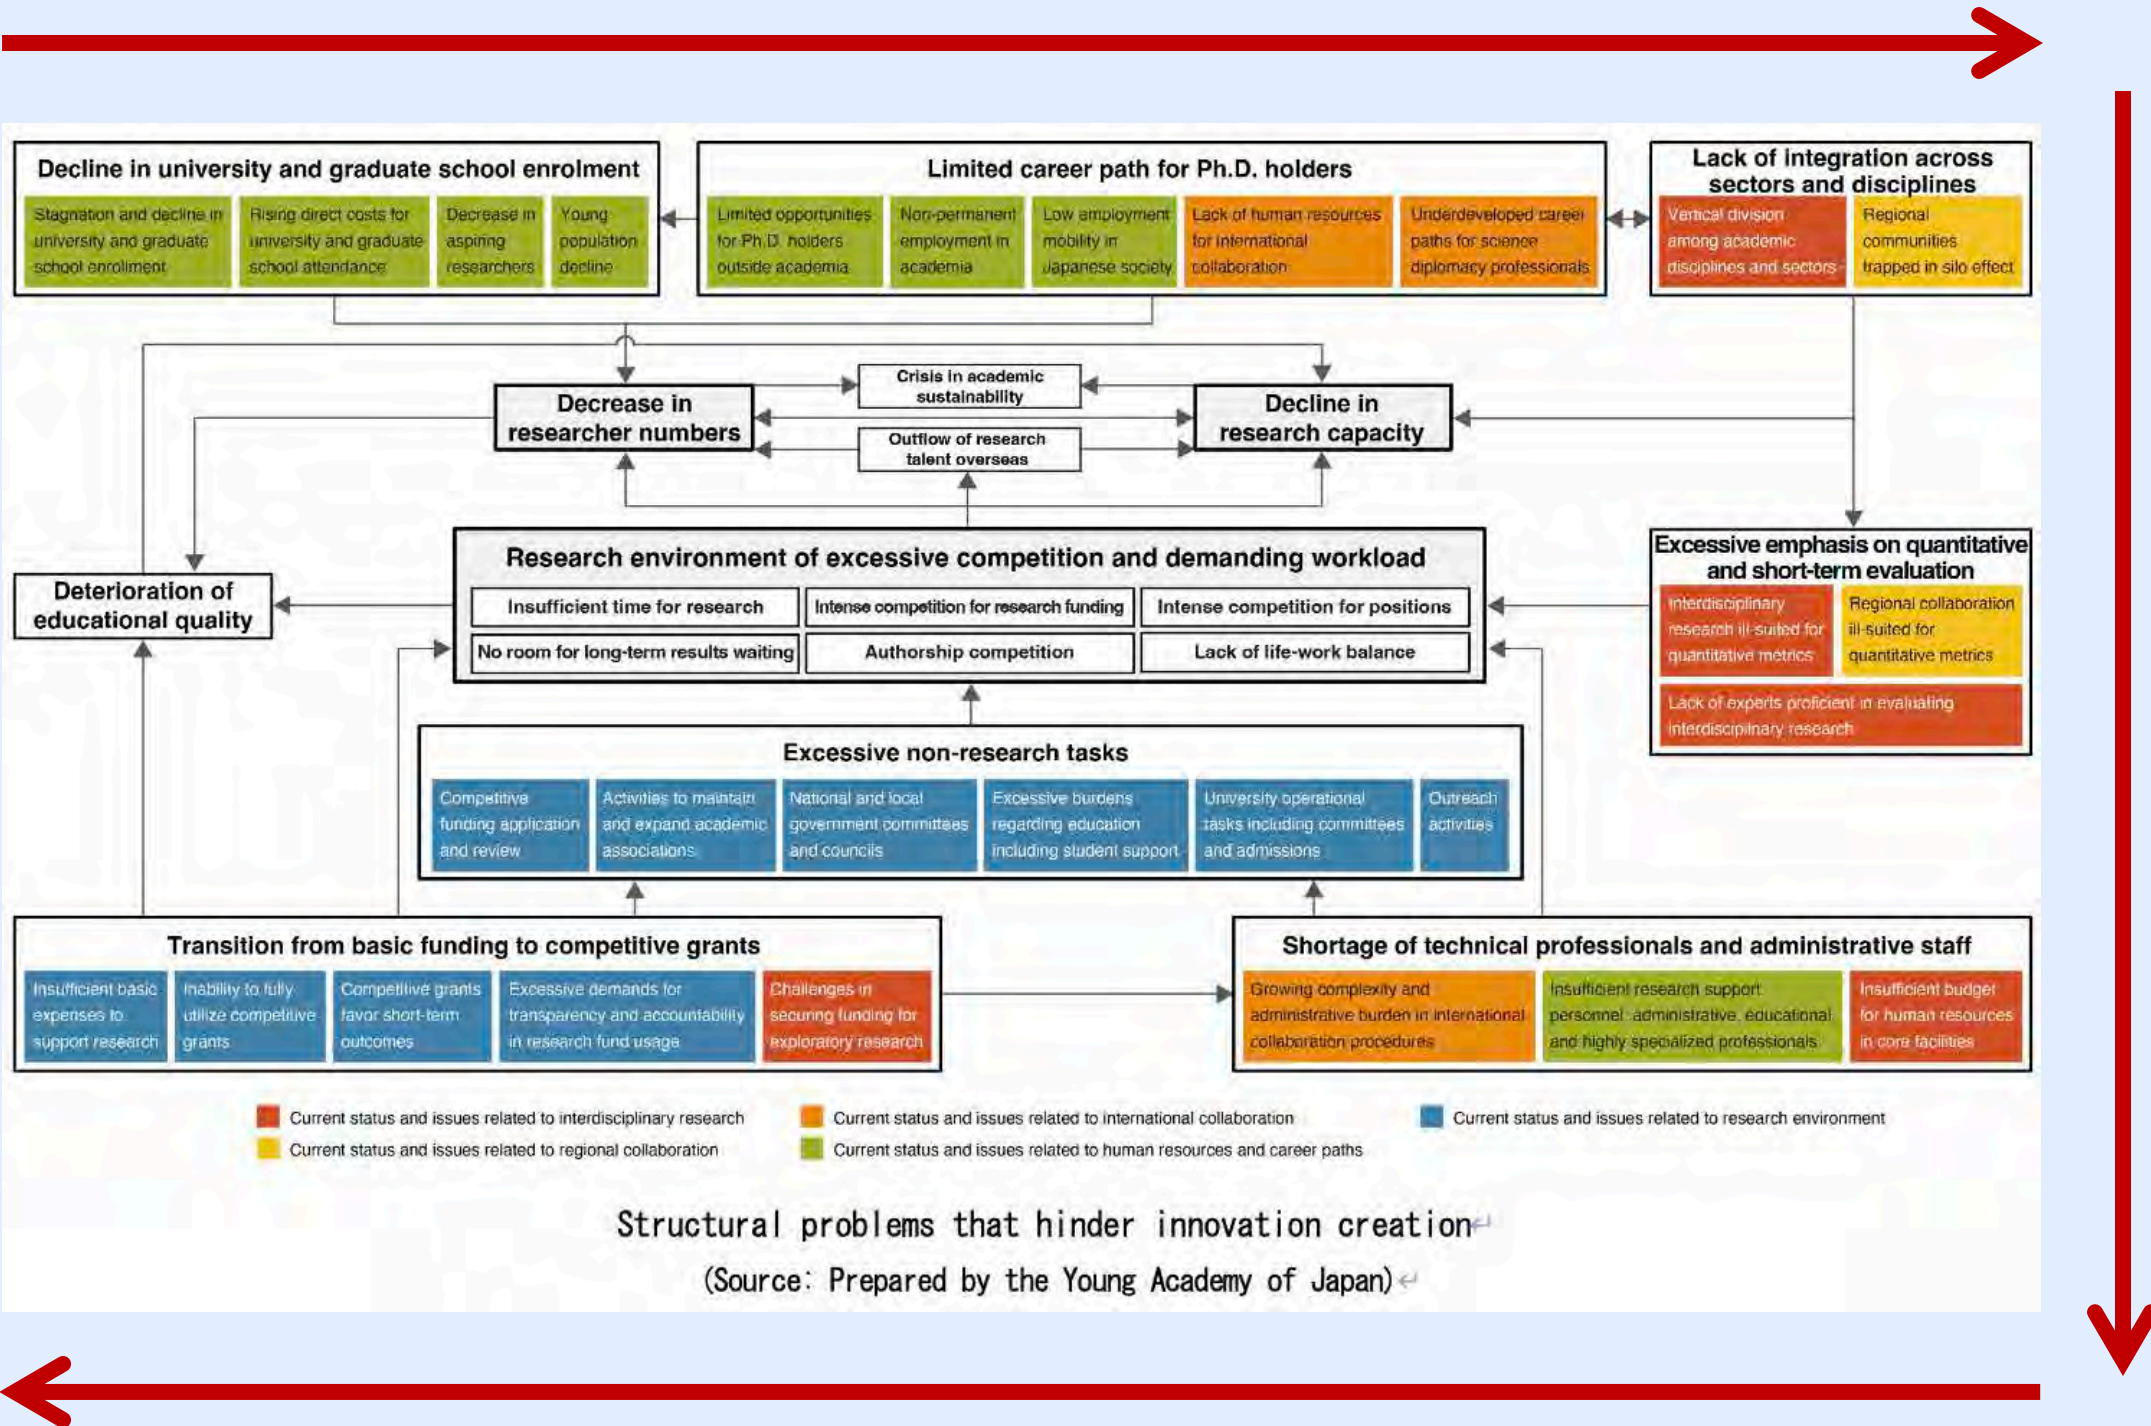 Decline in university and graduate school enrolment
Stagnation and decline in
university and graduate
school enrollment
Rising direct costs for
university and graduate
school attendance
Decrease in
aspiring
researchers
Young
population
decline
Limited career path for Ph.D. holders
Limited opportunities
for Ph.D. holders
outside academia
Non-permanent
employment in
academia
Low employment
mobility in
Japanese society
Lack of human resources
for international
collaboration
Underdeveloped career
paths for science
diplomacy professionals
Lack of integration across
sectors and disciplines
Vertical division
among academic
disciplines and sectors
Regional
communities
trapped in silo effect
Crisis in academic
sustainability
Decrease in
researcher numbers
Decline in
research capacity
Outflow of research
talent overseas
Deterioration of
educational quality
Research environment of excessive competition and demanding workload
Insufficient time for research
Intense competition for research funding
Intense competition for positions
No room for long-term results waiting
Authorship competition
Lack of life-work balance
Excessive emphasis on quantitative
and short-term evaluation
Interdisciplinary
research ill-suited for
quantitative metrics
Regional collaboration
ill-suited for
quantitative metrics
Lack of experts proficient in evaluating
interdisciplinary research
Excessive non-research tasks
Competitive
funding application
and review
Activities to maintain
and expand academic
associations
National and local
government committees
and councils
Excessive burdens
regarding education
including student support
University operational
tasks including committees
and admissions
Outreach
activities
Transition from basic funding to competitive grants
Insufficient basic
expenses to
support research
Inability to fully
utilize competitive
grants
Competitive grants
favor short-term
outcomes
Excessive demands for
transparency and accountability
in research fund usage
Challenges in
securing funding for
exploratory research
Shortage of technical professionals and administrative staff
Growing complexity and
administrative burden in international
collaboration procedures
Insufficient research support
personnel: administrative, educational
and highly specialized professionals
Insufficient budget
for human resources
in core facilities
Current status and issues related to interdisciplinary research
Current status and issues related to international collaboration
Current status and issues related to research environment
Current status and issues related to regional collaboration
Current status and issues related to human resources and career paths
Structural problems that hinder innovation creation↵
(Source: Prepared by the Young Academy of Japan)↵